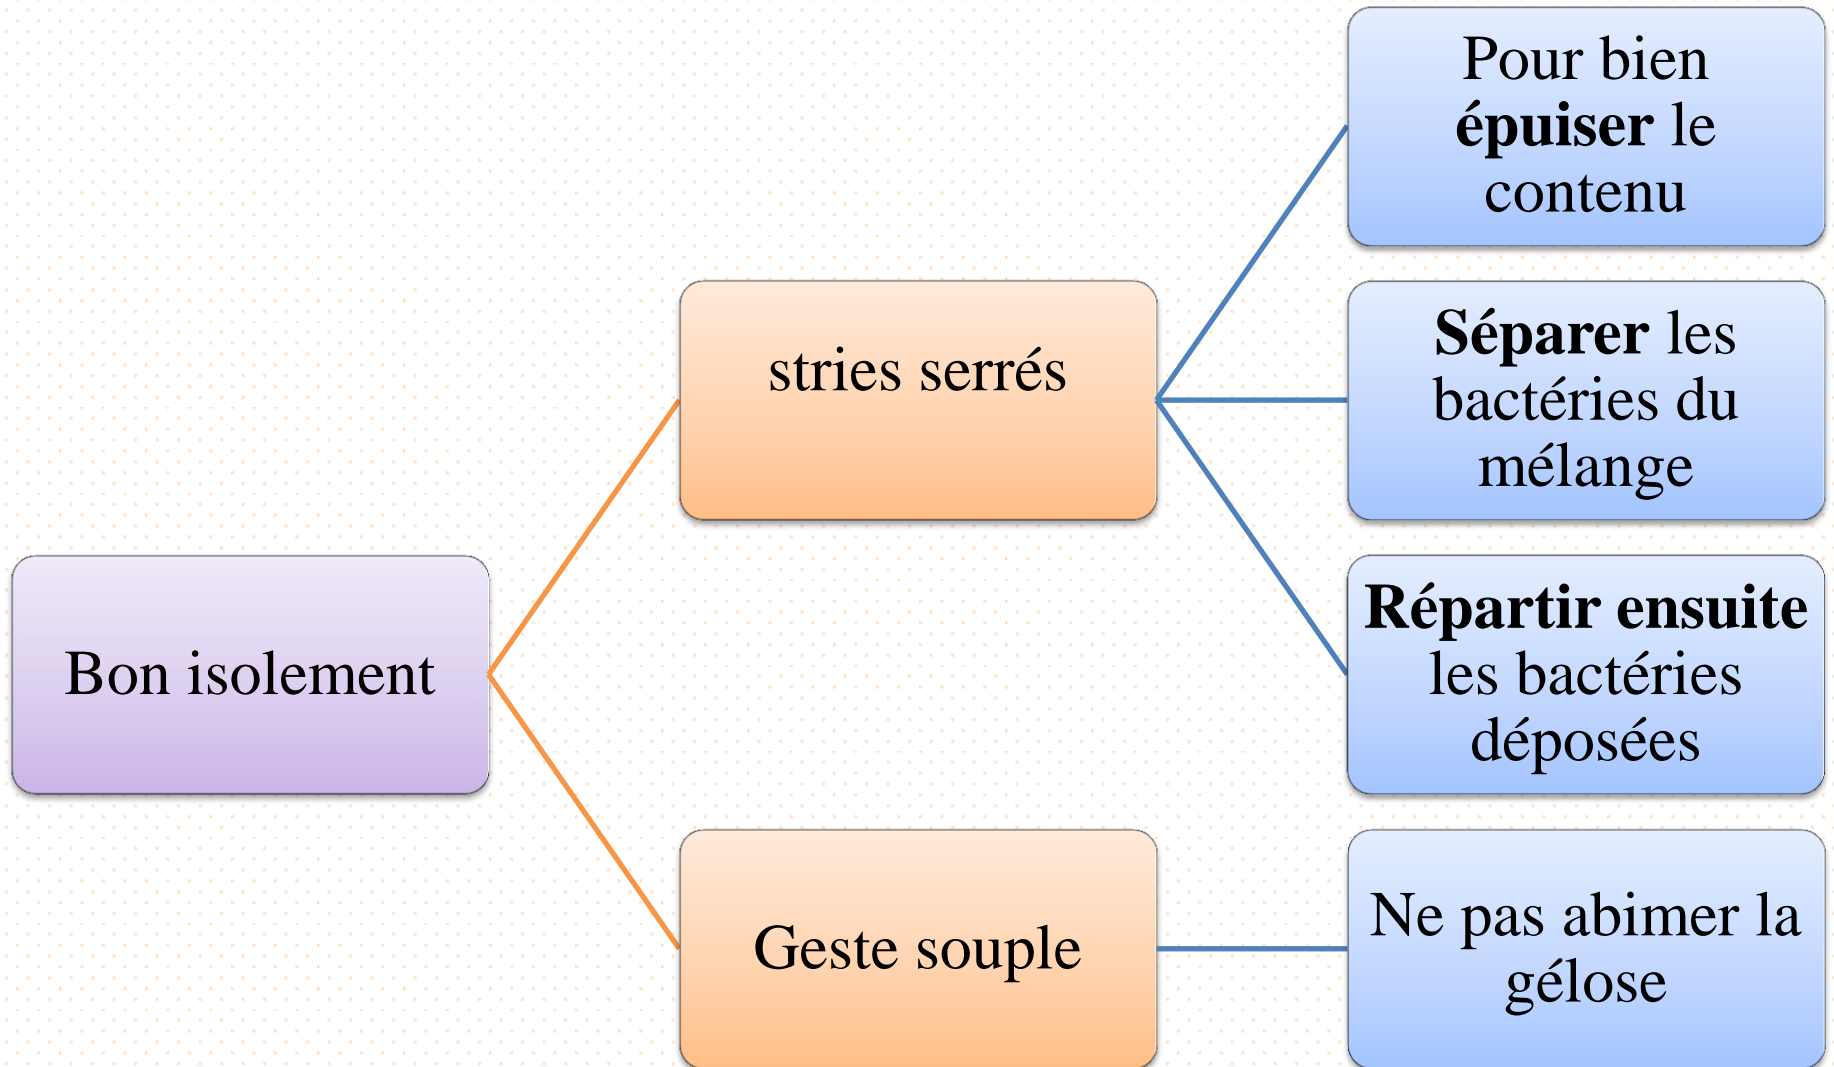 Pour bien
épuiser le
contenu
stries serrés
Séparer les
bactéries du
mélange
Bon isolement
Répartir ensuite
les bactéries
déposées
Geste souple
Ne pas abimer la
gélose